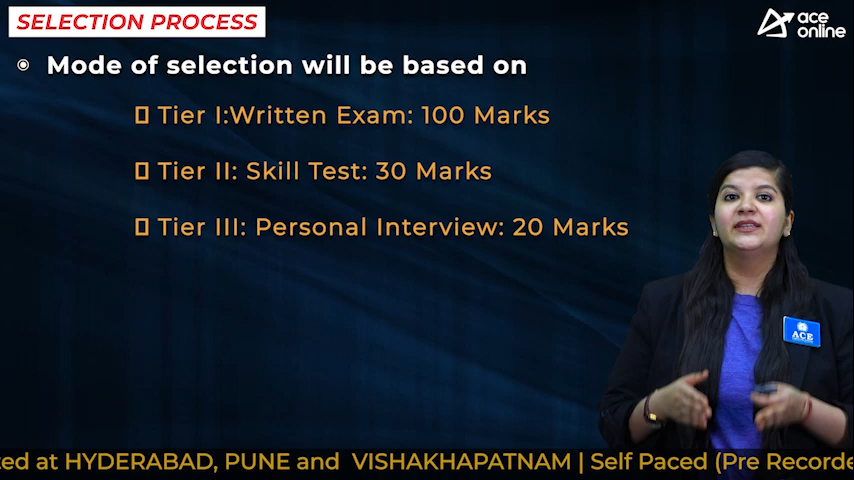 SELECTION PROCESS
ace
online
Mode of selection will be based on
Tier I:Written Exam: 100 Marks
Tier II: Skill Test: 30 Marks
Tier III: Personal Interview: 20 Marks
ACE
ted at HYDERABAD, PUNE and VISHAKHAPATNAM | Self Paced (Pre Recorde